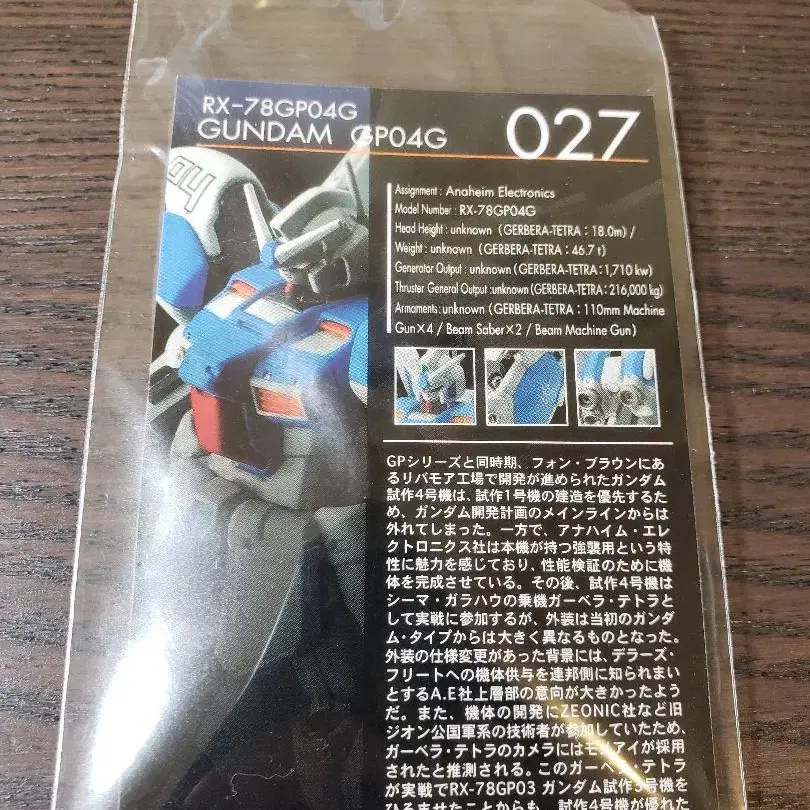 RX-78GP04G
GUNDAM GP04G
027
04
Assignment : Anaheim Electronics
Model Number : RX-78GP04G
Head Height : unknown (GERBERA-TETRA : 18.0m) /
Weight : unknown (GERBERA-TETRA : 46.7 t)
Generator Output : unknown (GERBERA-TETRA : 1,710 kw)
Thruster General Output : unknown (GERBERA-TETRA : 216,000 kg)
Armaments : unknown (GERBERA-TETRA : 110mm Machine
Gun×4 / Beam Saber×2 / Beam Machine Gun)
GPシリーズと同時期、フォン・ブラウンにあ
るリバモア工場で開発が進められたガンダム
試作4号機は、試作1号機の建造を優先するた
め、ガンダム開発計画のメインラインからは
外れてしまった。一方で、アナハイム・エレ
クトロニクス社は本機が持つ強襲用という特
性に魅力を感じており、性能検証のために機
体を完成させている。その後、試作4号機は
シーマ・ガラハウの乗機ガーベラ・テトラと
して実戦に参加するが、外装は当初のガンダ
ム・タイプからは大きく異なるものとなった。
外装の仕様変更があった背景には、デラーズ・
フリートへの機体供与を連邦側に知られまい
とするA.E社上層部の意向が大きかったよう
だ。また、機体の開発にZEONIC社など旧
ジオン公国軍系の技術者が参加していたため、
ガーベラ・テトラのカメラにはモノアイが採用
されたと推測される。このガーベラ・テトラ
が実戦でRX-78GP03 ガンダム試作3号機を
ひるませたことからも、試作4号機が優れた